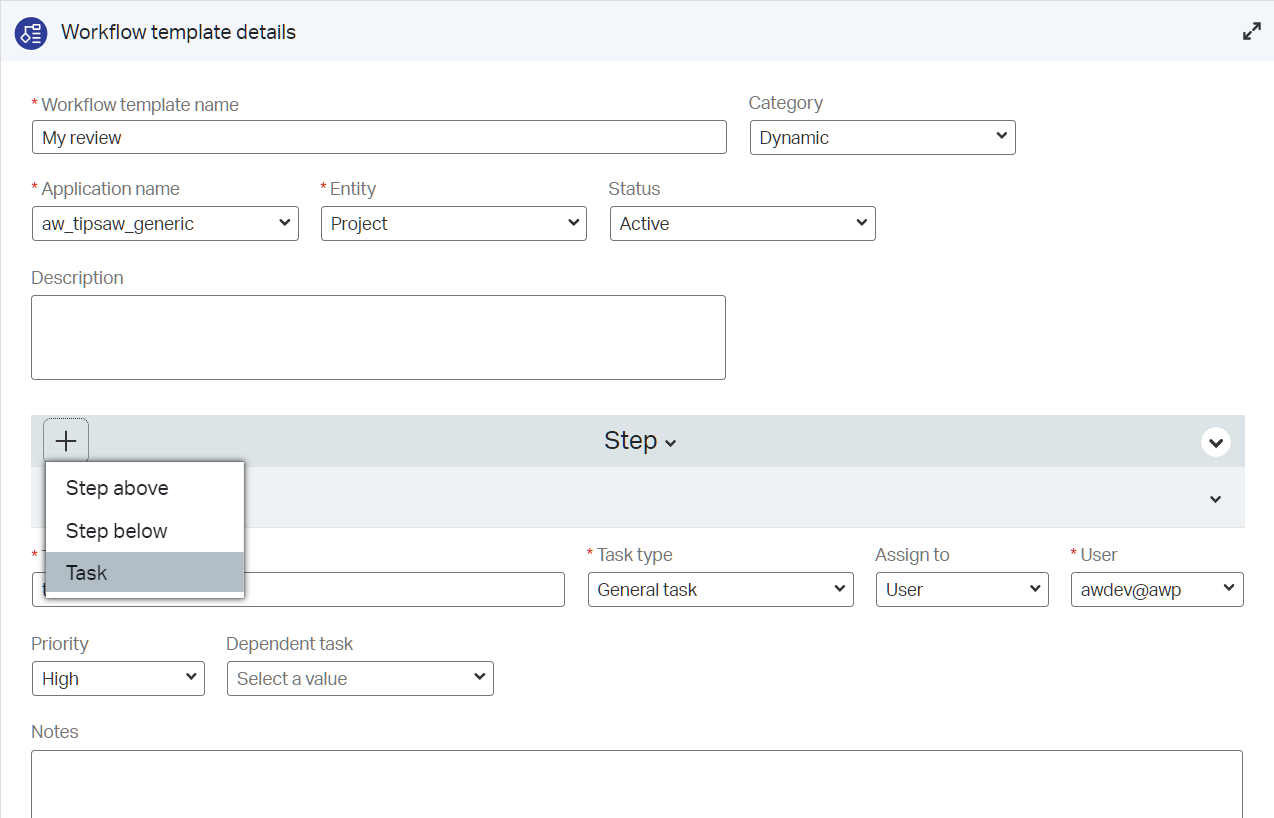 Workflow template details
* Workflow template name
Category
My review
Dynamic
* Application name
* Entity
Status
aw_tipsaw_generic
Project
Active
Description
Step
Step above
Step below
Task
* Task type
Assign to
* User
General task
User
awdev@awp
Priority
Dependent task
High
Select a value
Notes